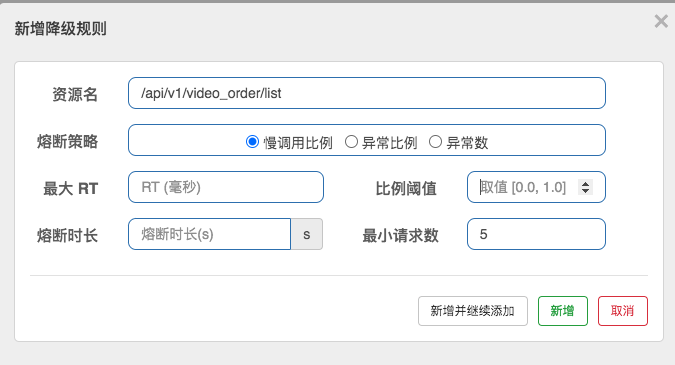 新增降级规则
×
资源名 /api/v1/video_order/list
熔断策略 慢调用比例 异常比例 异常数
最大 RT RT (毫秒) 比例阈值 取值 [0.0, 1.0]
熔断时长 熔断时长(s) s 最小请求数 5
新增并继续添加 新增 取消